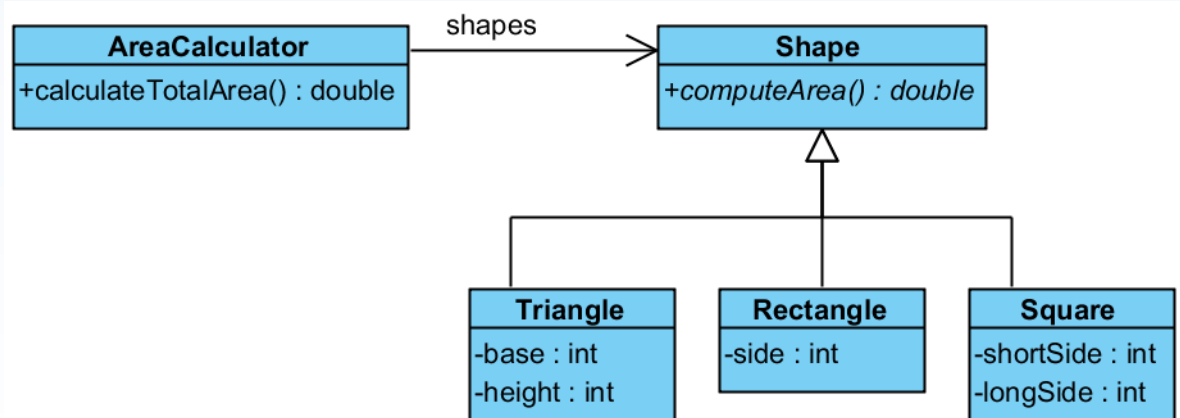 shapes
AreaCalculator
+calculateTotalArea() : double
Shape
+computeArea() : double
Triangle
-base : int
-height : int
Rectangle
-side : int
Square
-shortSide : int
-longSide : int